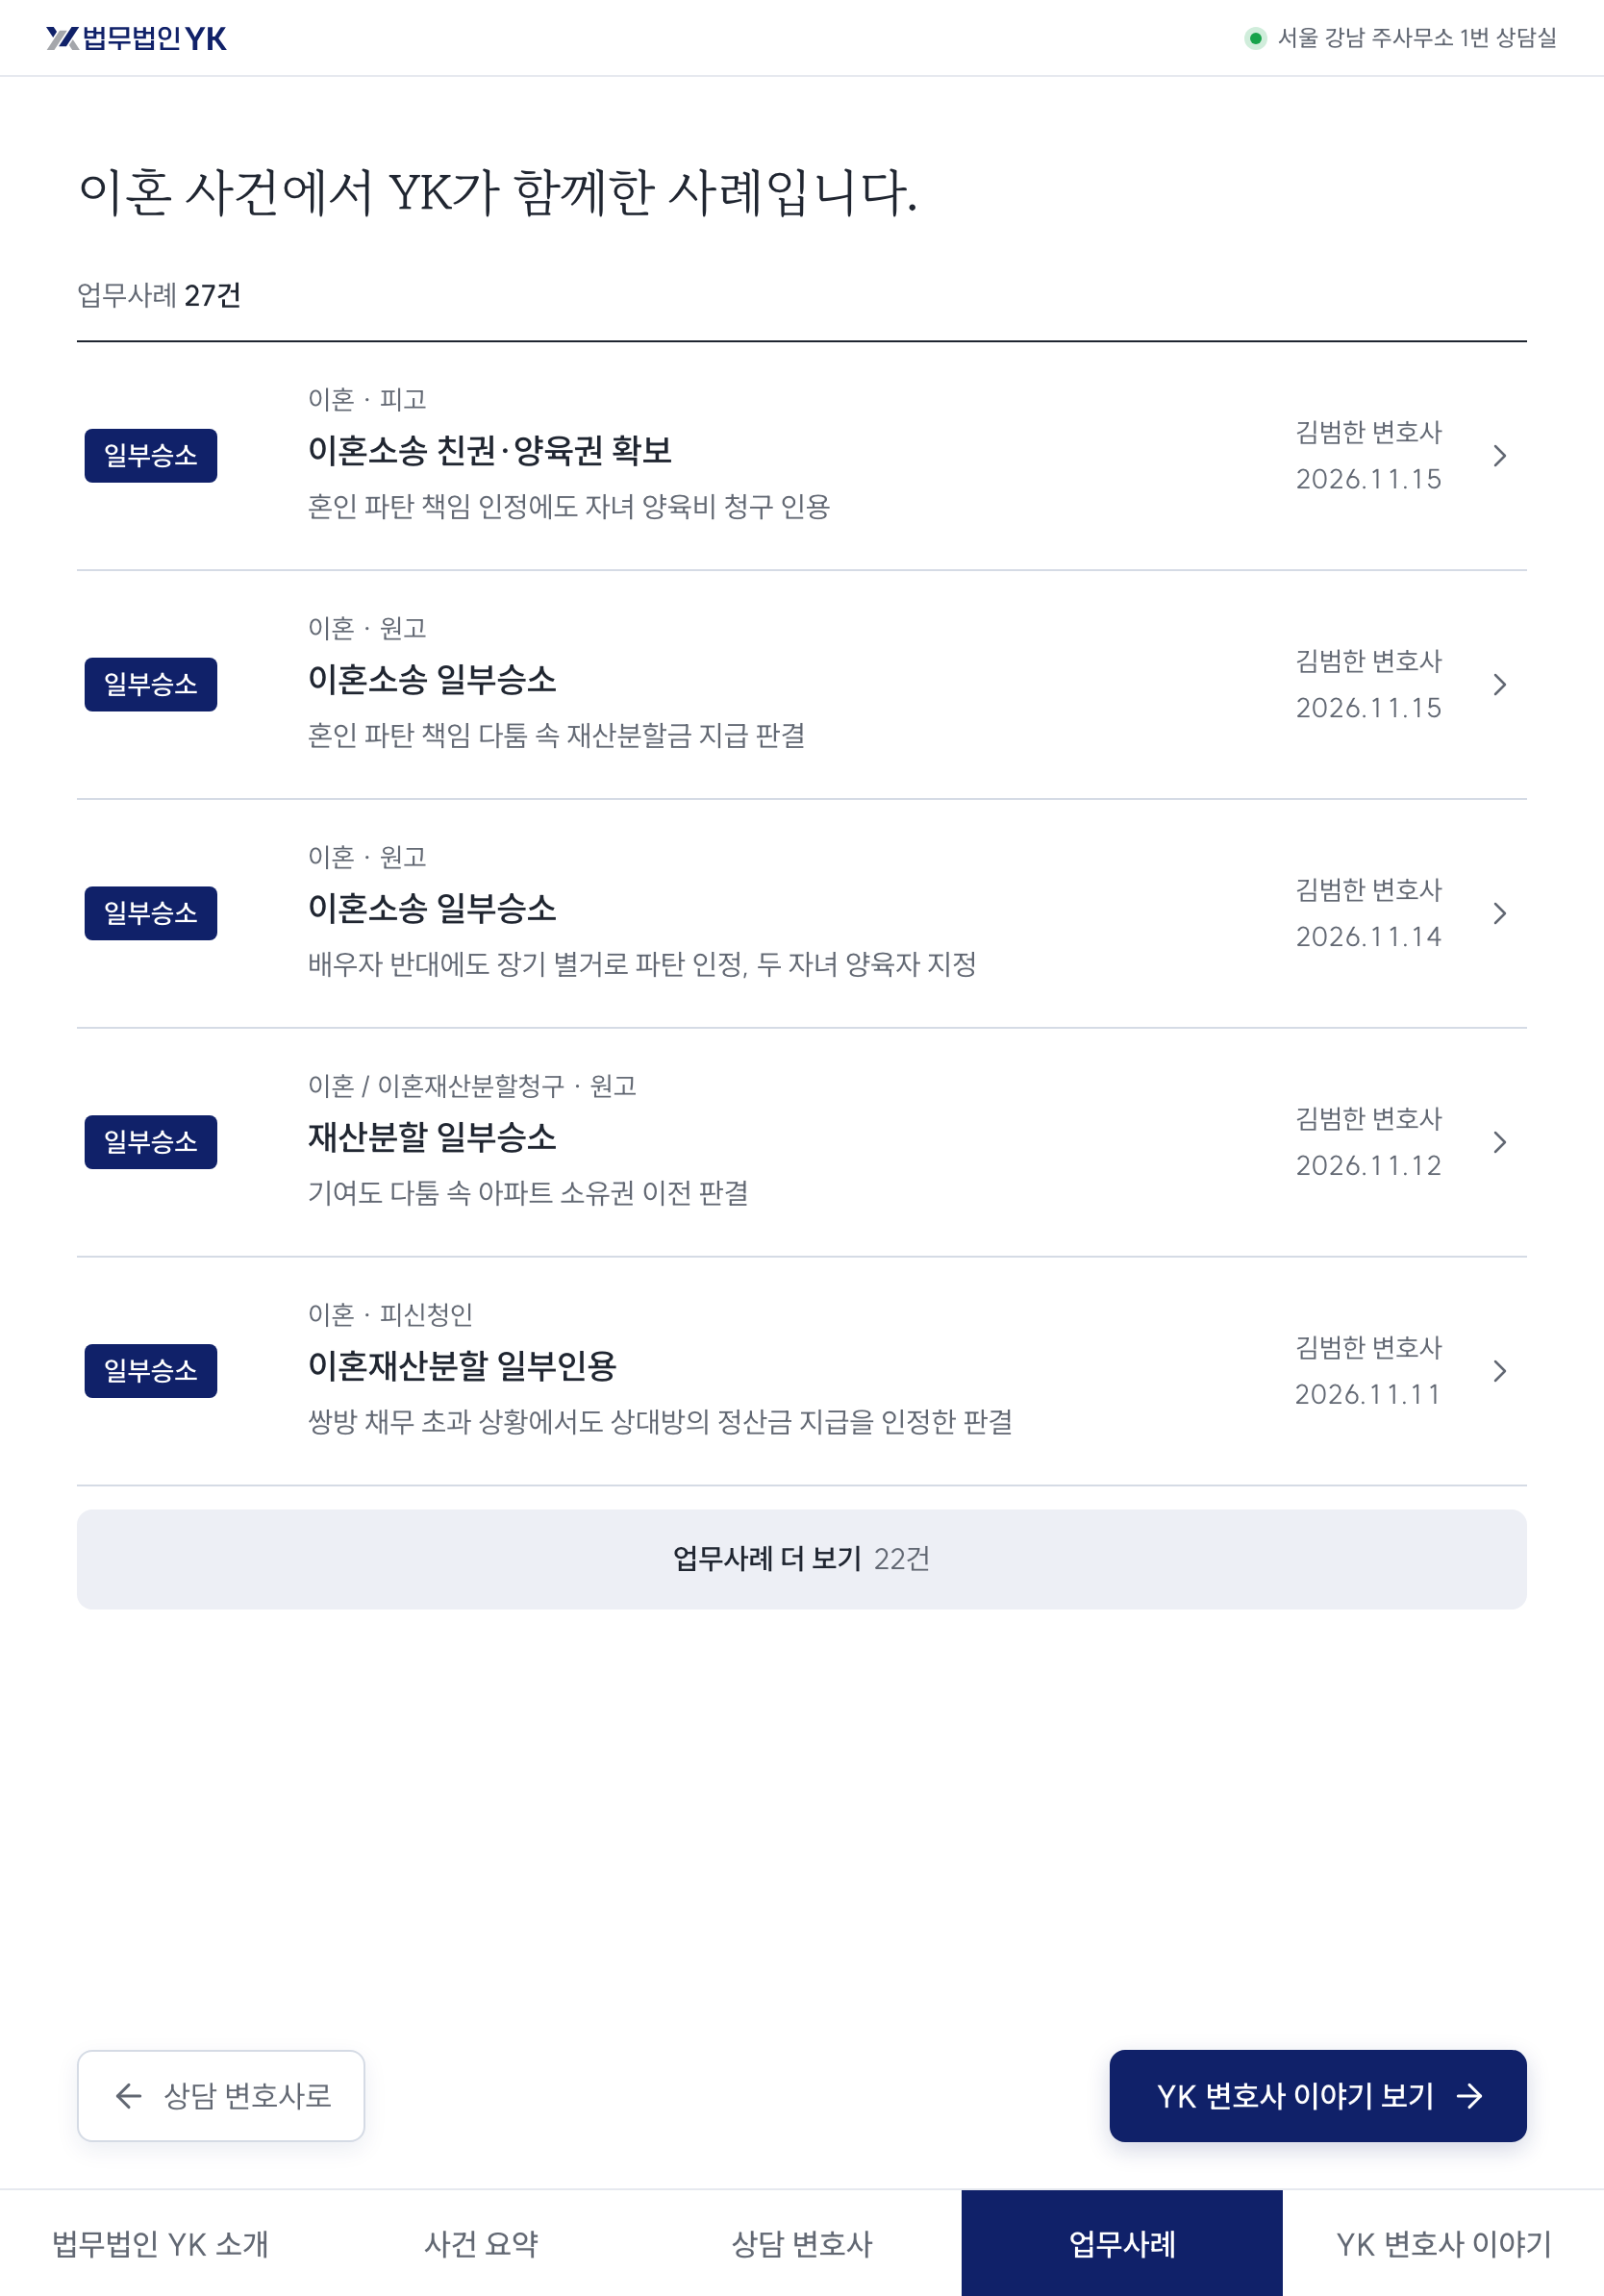 법무법인 YK
서울 강남 주사무소 1번 상담실
이혼 사건에서 YK가 함께한 사례입니다.
업무사례 27건
일부승소
이혼 · 피고
이혼소송 친권·양육권 확보
혼인 파탄 책임 인정에도 자녀 양육비 청구 인용
김범한 변호사
2026.11.15
일부승소
이혼 · 원고
이혼소송 일부승소
혼인 파탄 책임 다툼 속 재산분할금 지급 판결
김범한 변호사
2026.11.15
일부승소
이혼 · 원고
이혼소송 일부승소
배우자 반대에도 장기 별거로 파탄 인정, 두 자녀 양육자 지정
김범한 변호사
2026.11.14
일부승소
이혼 / 이혼재산분할청구 · 원고
재산분할 일부승소
기여도 다툼 속 아파트 소유권 이전 판결
김범한 변호사
2026.11.12
일부승소
이혼 · 피신청인
이혼재산분할 일부인용
쌍방 채무 초과 상황에서도 상대방의 정산금 지급을 인정한 판결
김범한 변호사
2026.11.11
업무사례 더 보기 22건
상담 변호사로
YK 변호사 이야기 보기
법무법인 YK 소개
사건 요약
상담 변호사
업무사례
YK 변호사 이야기